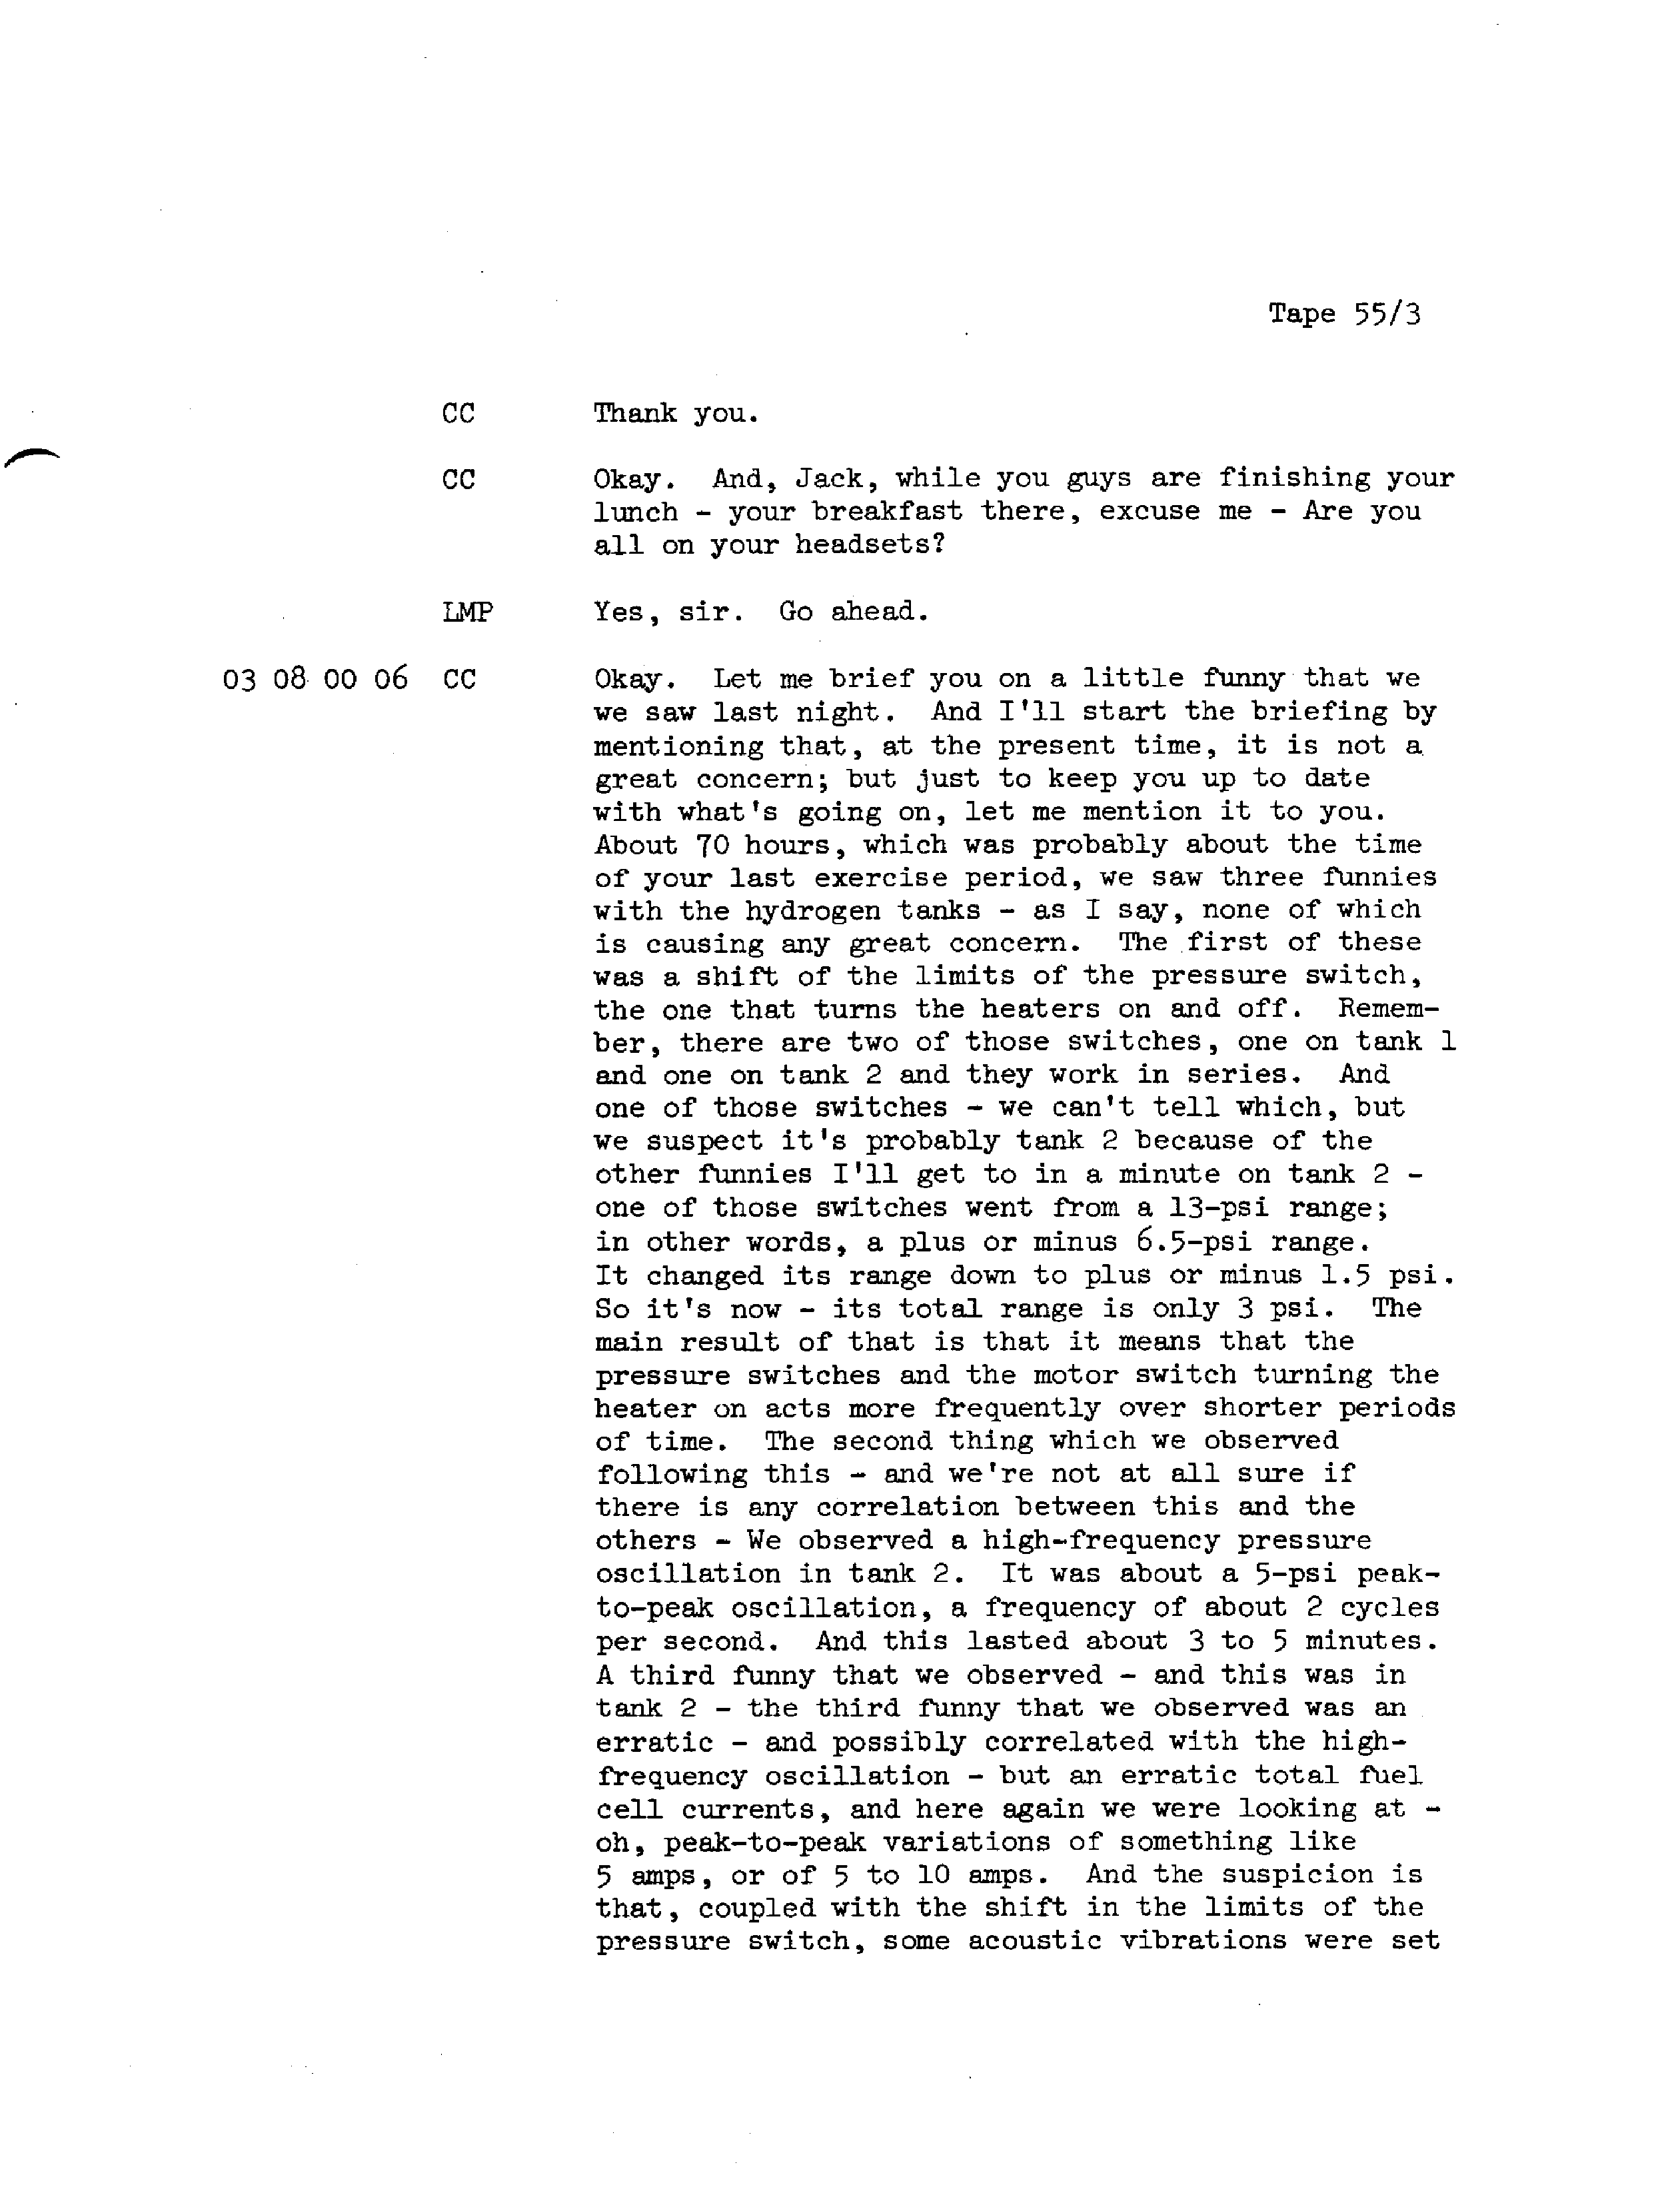 Tape 55/3
CC Thank you.
CC Okay. And, Jack, while you guys are finishing your
lunch - your breakfast there, excuse me - Are you
all on your headsets?
LMP Yes, sir. Go ahead.
03 08 00 06 CC Okay. Let me brief you on a little funny that we
we saw last night. And I'll start the briefing by
mentioning that, at the present time, it is not a
great concern; but just to keep you up to date
with what's going on, let me mention it to you.
About 70 hours, which was probably about the time
of your last exercise period, we saw three funnies
with the hydrogen tanks - as I say, none of which
is causing any great concern. The first of these
was a shift of the limits of the pressure switch,
the one that turns the heaters on and off. Remem-
ber, there are two of those switches, one on tank 1
and one on tank 2 and they work in series. And
one of those switches - we can't tell which, but
we suspect it's probably tank 2 because of the
other funnies I'll get to in a minute on tank 2 -
one of those switches went from a 13-psi range;
in other words, a plus or minus 6.5-psi range.
It changed its range down to plus or minus 1.5 psi.
So it's now - its total range is only 3 psi. The
main result of that is that it means that the
pressure switches and the motor switch turning the
heater on acts more frequently over shorter periods
of time. The second thing which we observed
following this - and we're not at all sure if
there is any correlation between this and the
others - We observed a high-frequency pressure
oscillation in tank 2. It was about a 5-psi peak-
to-peak oscillation, a frequency of about 2 cycles
per second. And this lasted about 3 to 5 minutes.
A third funny that we observed - and this was in
tank 2 - the third funny that we observed was an
erratic - and possibly correlated with the high-
frequency oscillation - but an erratic total fuel
cell currents, and here again we were looking at -
oh, peak-to-peak variations of something like
5 amps, or of 5 to 10 amps. And the suspicion is
that, coupled with the shift in the limits of the
pressure switch, some acoustic vibrations were set